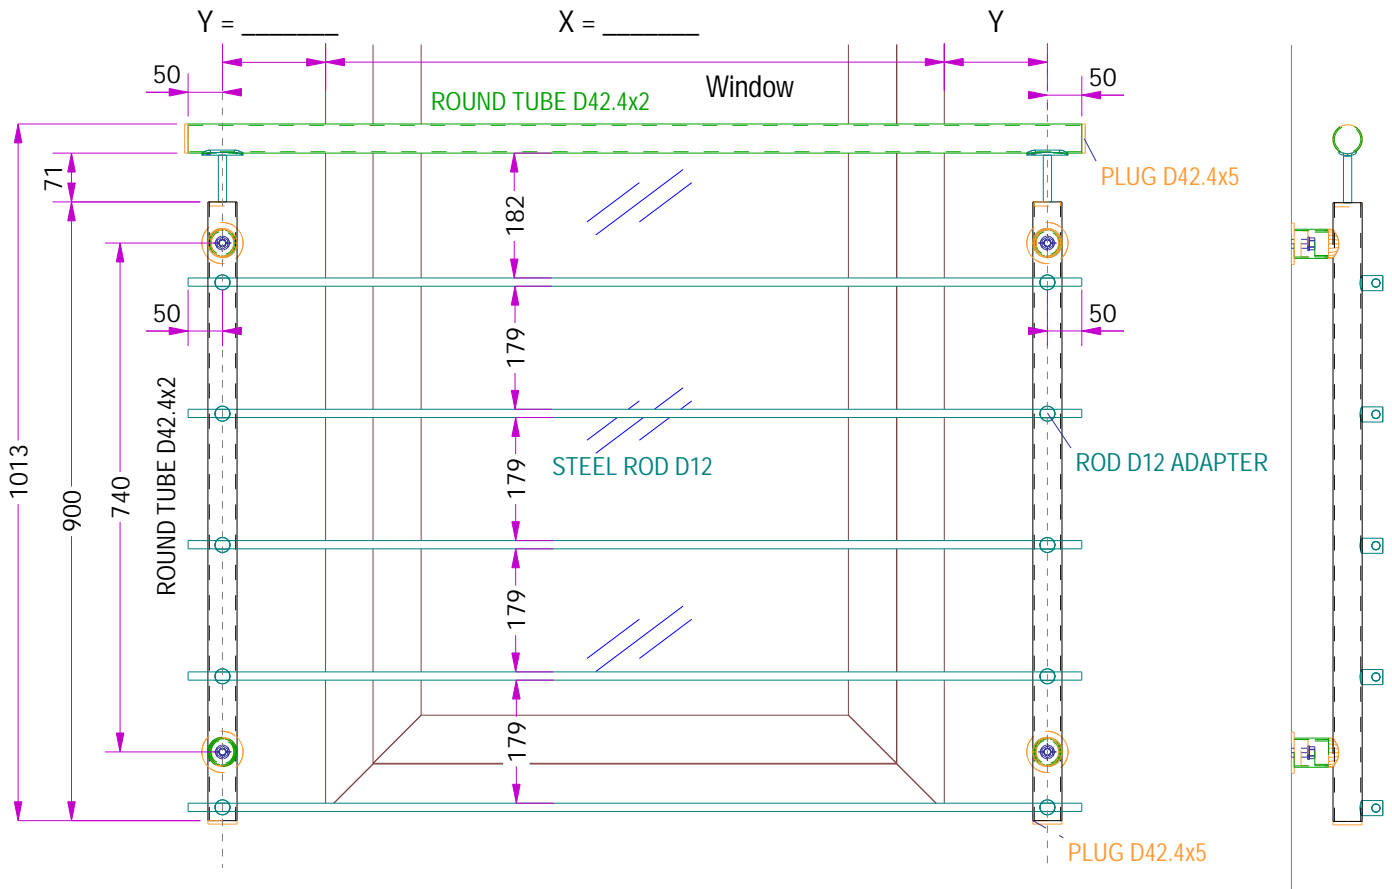 Y = _______
X = _______
Y
50
Window
50
ROUND TUBE D42.4x2
71
PLUG D42.4x5
182
50
50
179
ROUND TUBE D42.4x2
1013
900
740
STEEL ROD D12
179
ROD D12 ADAPTER
179
179
PLUG D42.4x5